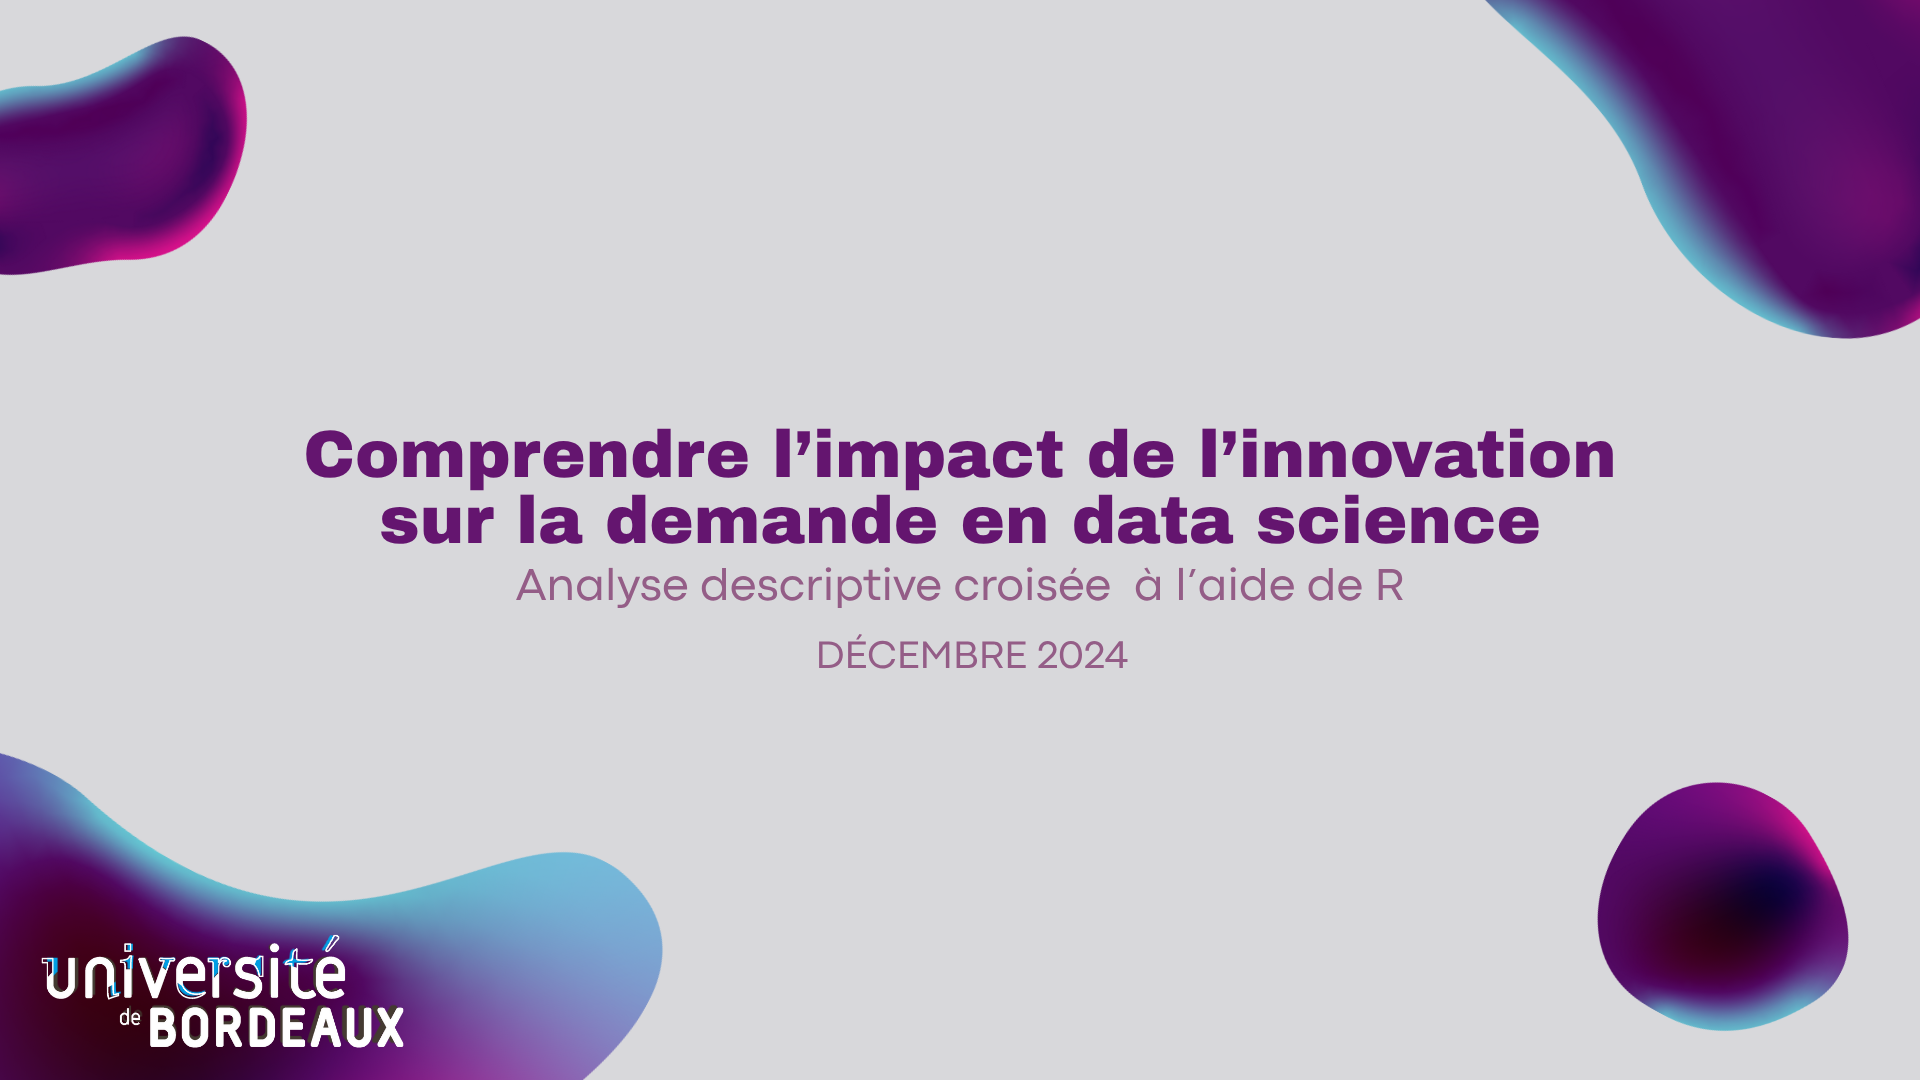 Comprendre l’impact de l’innovation
sur la demande en data science
Analyse descriptive croisée à l’aide de R
DÉCEMBRE 2024
université
de BORDEAUX